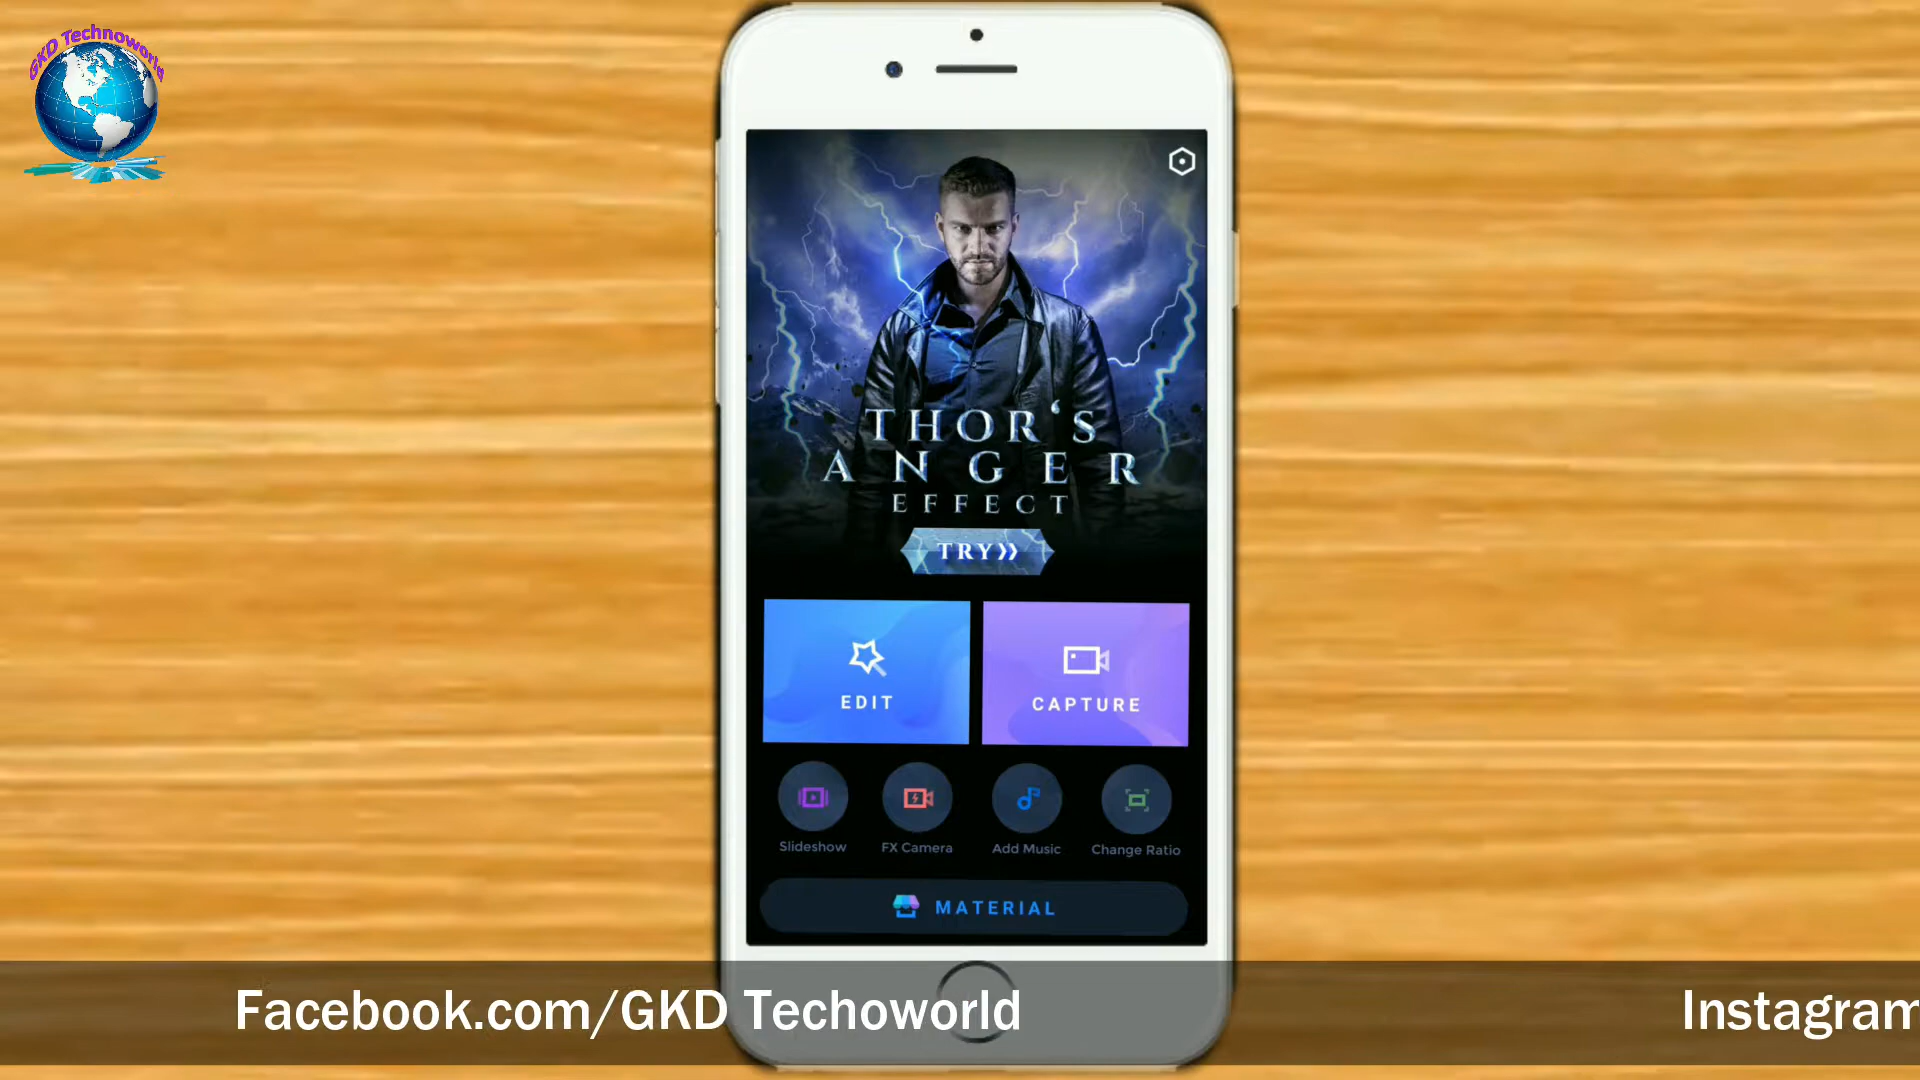 GKD Technoworld
THOR'S
ANGER
EFFECT
TRY»
EDIT
CAPTURE
Slideshow
FX Camera
Add Music
Change Ratio
MATERIAL
Facebook.com/GKD Techoworld
Instagram